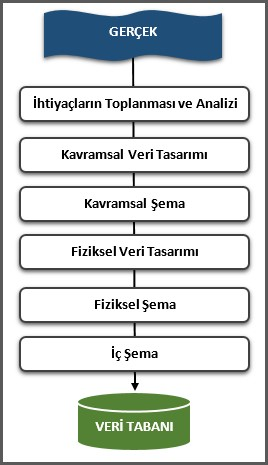 GERÇEK
İhtiyaçların Toplanması ve Analizi
Kavramsal Veri Tasarımı
Kavramsal Şema
Fiziksel Veri Tasarımı
Fiziksel Şema
İç Şema
VERİ TABANI